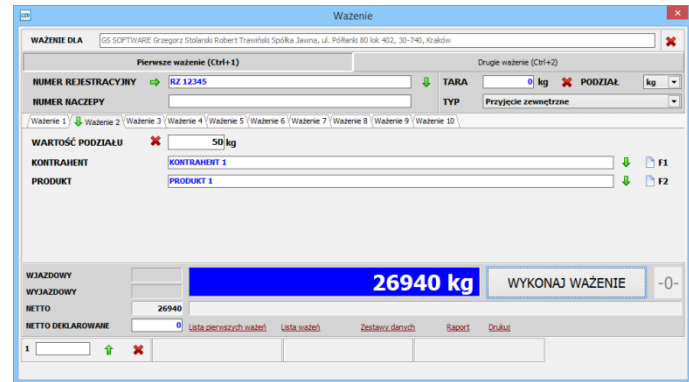 Ważenie
WAŻENIE DLA GS SOFTWARE Grzegorz Stolarski Robert Trawiński Spółka Jawna, ul. Półłanki 80 lok 402, 30-740, Kraków
Pierwsze ważenie (Ctrl+1) Drugie ważenie (Ctrl+2)
NUMER REJESTRACYJNY RZ 12345 TARA 0 kg PODZIAŁ kg
NUMER NACZEPY TYP Przyjęcie zewnętrzne
Ważenie 1 Ważenie 2 Ważenie 3 Ważenie 4 Ważenie 5 Ważenie 6 Ważenie 7 Ważenie 8 Ważenie 9 Ważenie 10
WARTOŚĆ PODZIAŁU 50 kg
KONTRAHENT KONTRAHENT 1 F1
PRODUKT PRODUKT 1 F2
WJAZDOWY
26940 kg WYKONAJ WAŻENIE -0-
WYJAZDOWY
NETTO 26940
NETTO DEKLAROWANE 0 Lista pierwszych ważeń Lista ważeń Zestawy danych Raport Drukuj
1